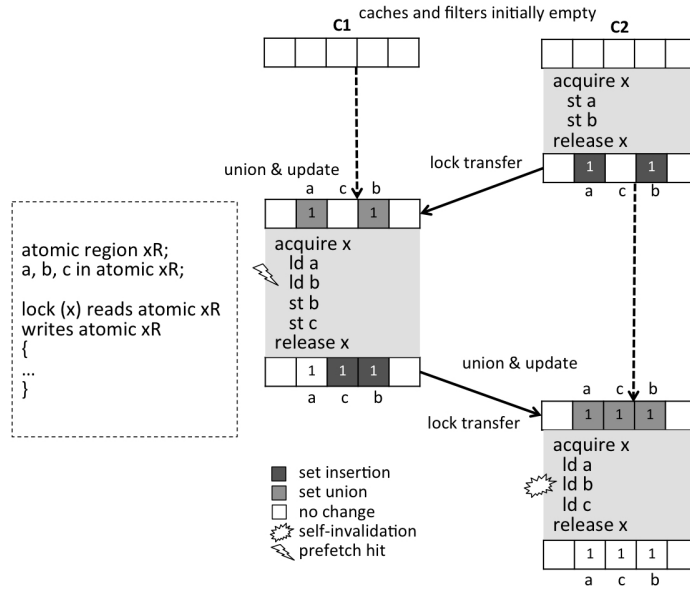 caches and filters initially empty
C1
C2
acquire x
st a
st b
release x
1 1
a c b
lock transfer
union & update
a c b
1 1
acquire x
ld a
ld b
st b
st c
release x
1 1 1
a c b
atomic region xR;
a, b, c in atomic xR;
lock (x) reads atomic xR
writes atomic xR
{
...
}
union & update
lock transfer
a c b
1 1 1
acquire x
ld a
ld b
ld c
release x
1 1 1
a c b
set insertion
set union
no change
self-invalidation
prefetch hit